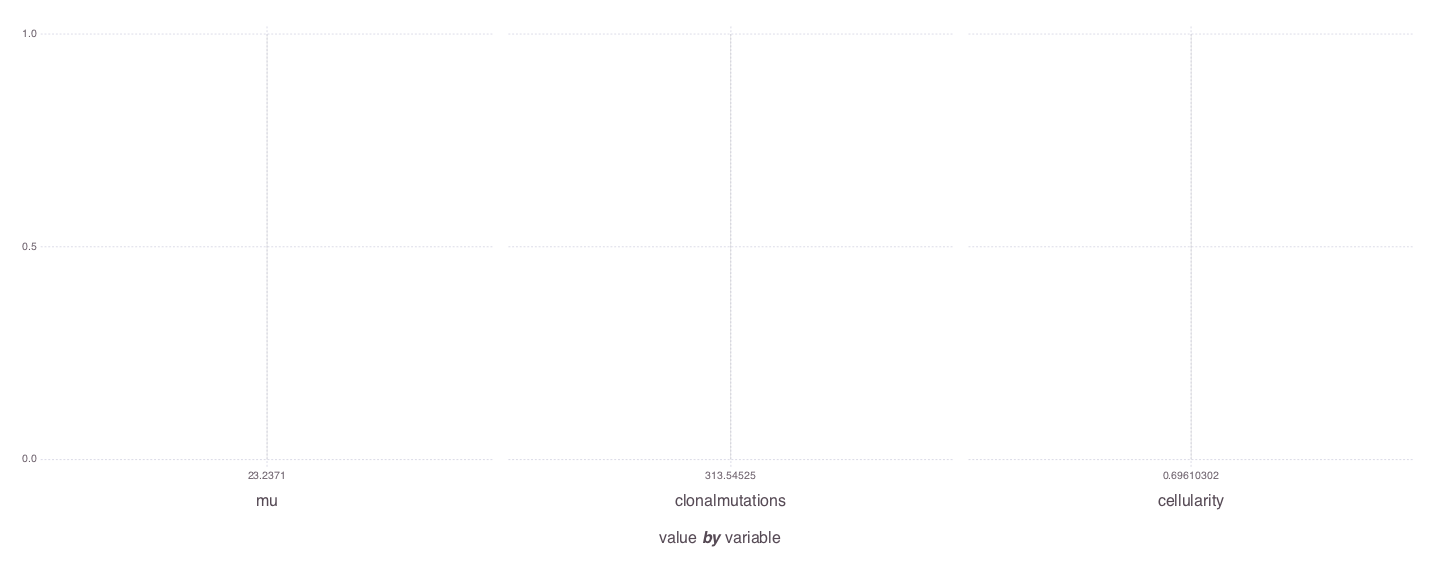 1.0
0.5
0.0
23.2371 313.54525 0.69610302
mu clonalmutations cellularity
value by variable